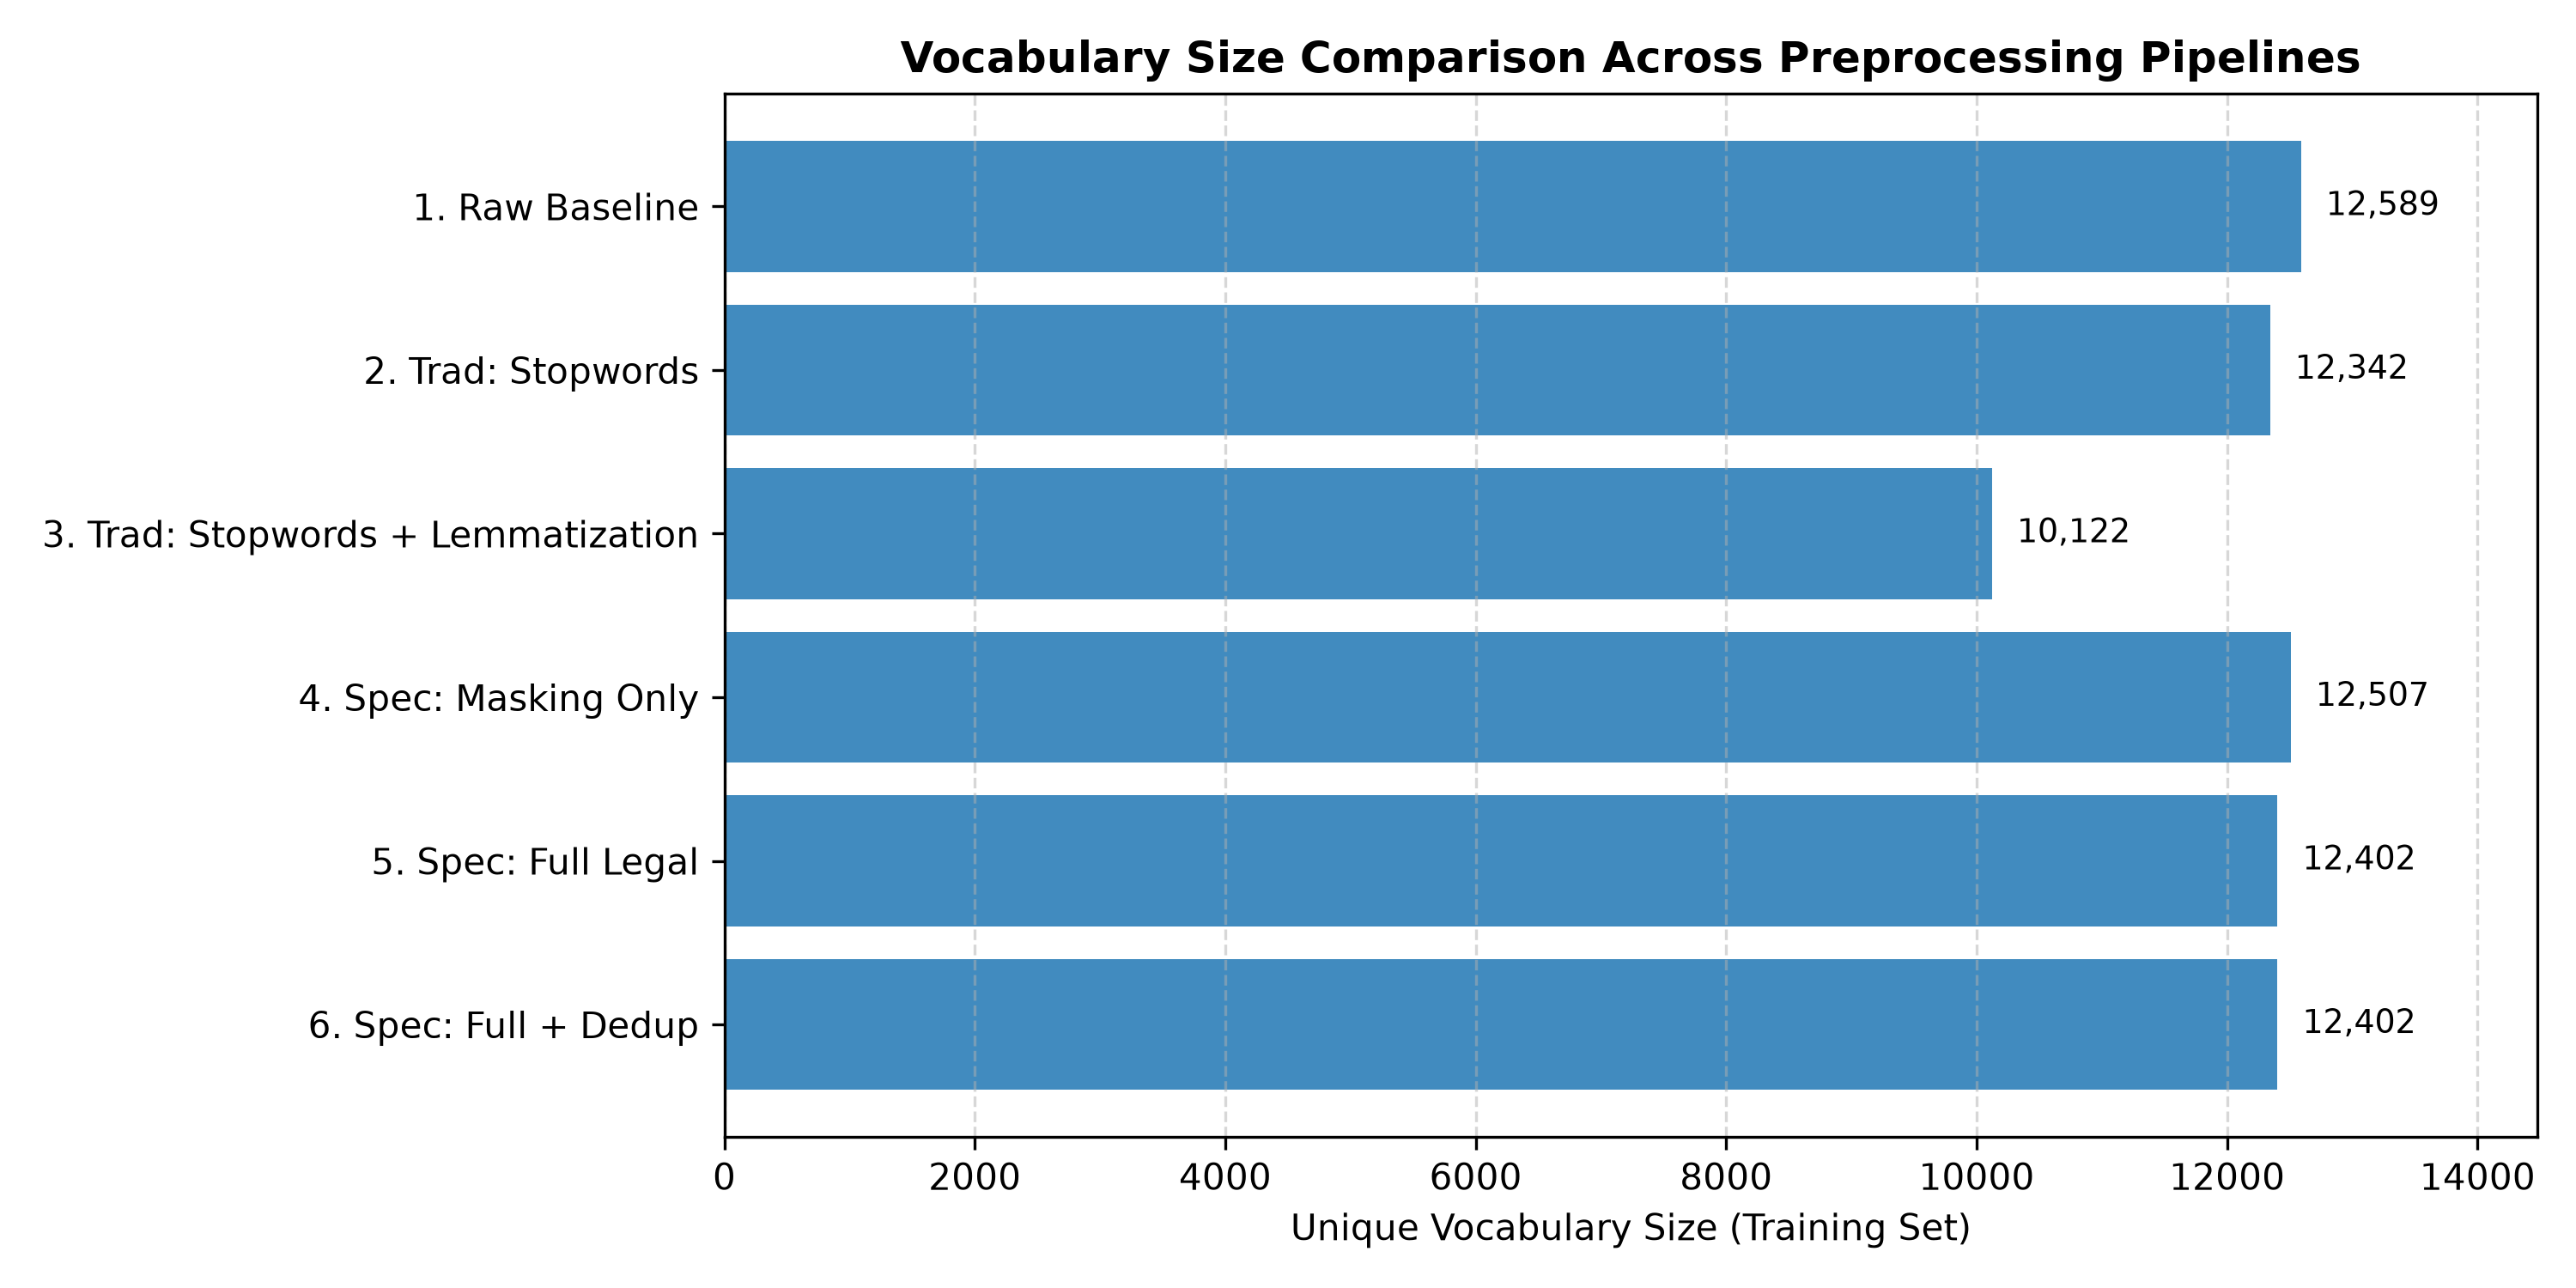 Vocabulary Size Comparison Across Preprocessing Pipelines
1. Raw Baseline 12,589
2. Trad: Stopwords 12,342
3. Trad: Stopwords + Lemmatization 10,122
4. Spec: Masking Only 12,507
5. Spec: Full Legal 12,402
6. Spec: Full + Dedup 12,402
0 2000 4000 6000 8000 10000 12000 14000
Unique Vocabulary Size (Training Set)